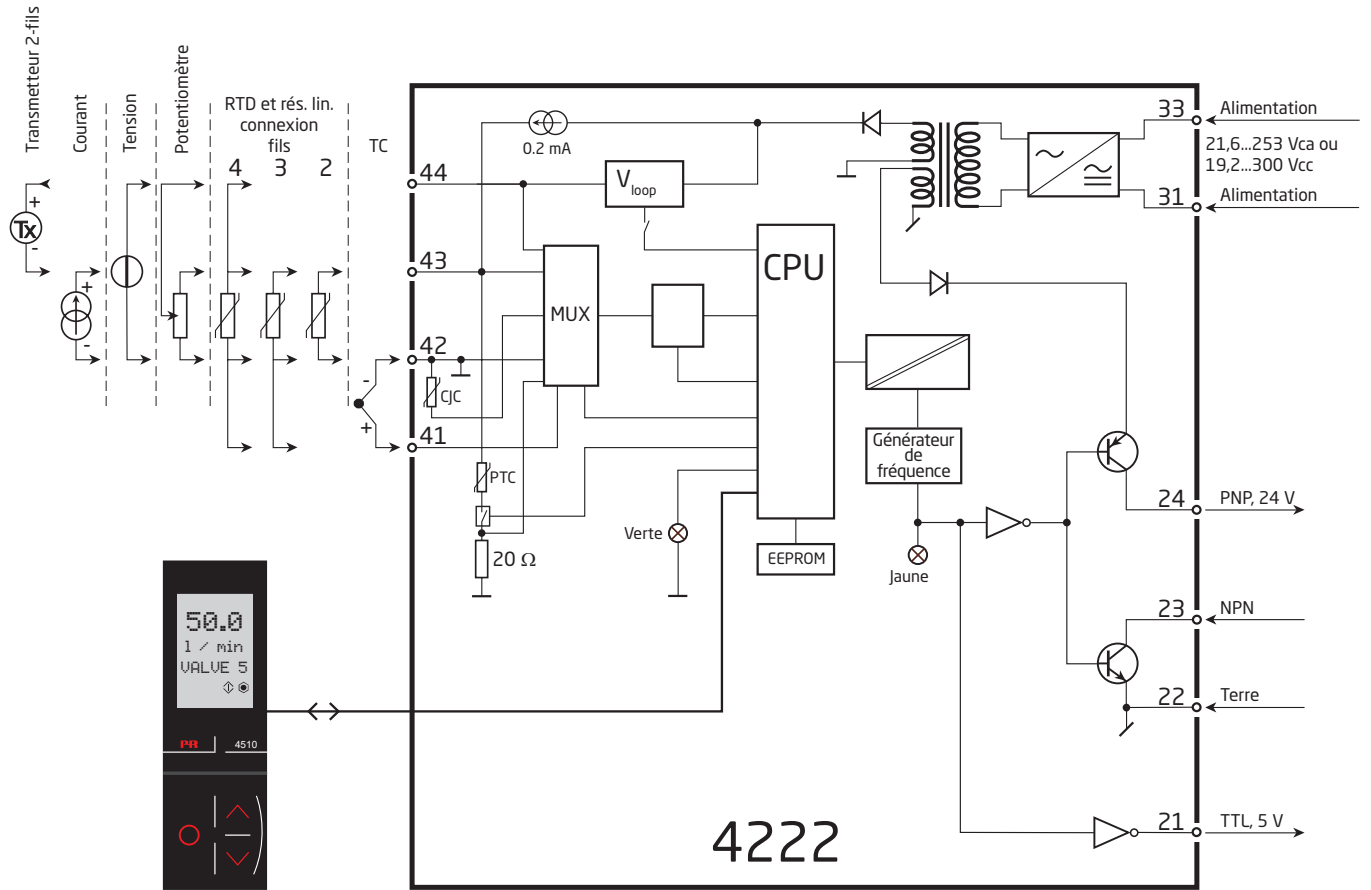 Transmetteur 2-fils
Courant
Tension
Potentiomètre
RTD et rés. lin.
connexion
fils
4 3 2
TC
+
Tx
-
+
-
-
+
44
43
42
41
CJC
PTC
20 Ω
0.2 mA
Vloop
MUX
CPU
EEPROM
Verte
Générateur
de
fréquence
Jaune
33
Alimentation
21,6...253 Vca ou
19,2...300 Vcc
31
Alimentation
24
PNP, 24 V
23
NPN
22
Terre
21
TTL, 5 V
4222
50.0
l / min
VALVE 5
PR
4510